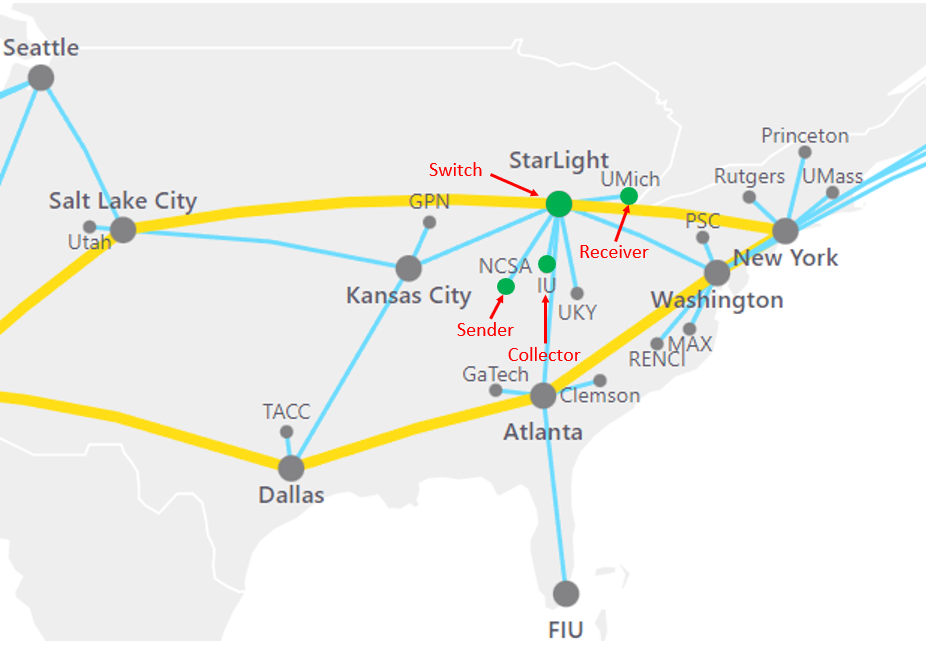 Seattle
Princeton
Switch
StarLight
UMich
Rutgers
UMass
Salt Lake City
GPN
Utah
PSC
Receiver
New York
NCSA
IU
Kansas City
UKY
Washington
Sender
Collector
MAX
RENCI
GaTech
Clemson
TACC
Atlanta
Dallas
FIU